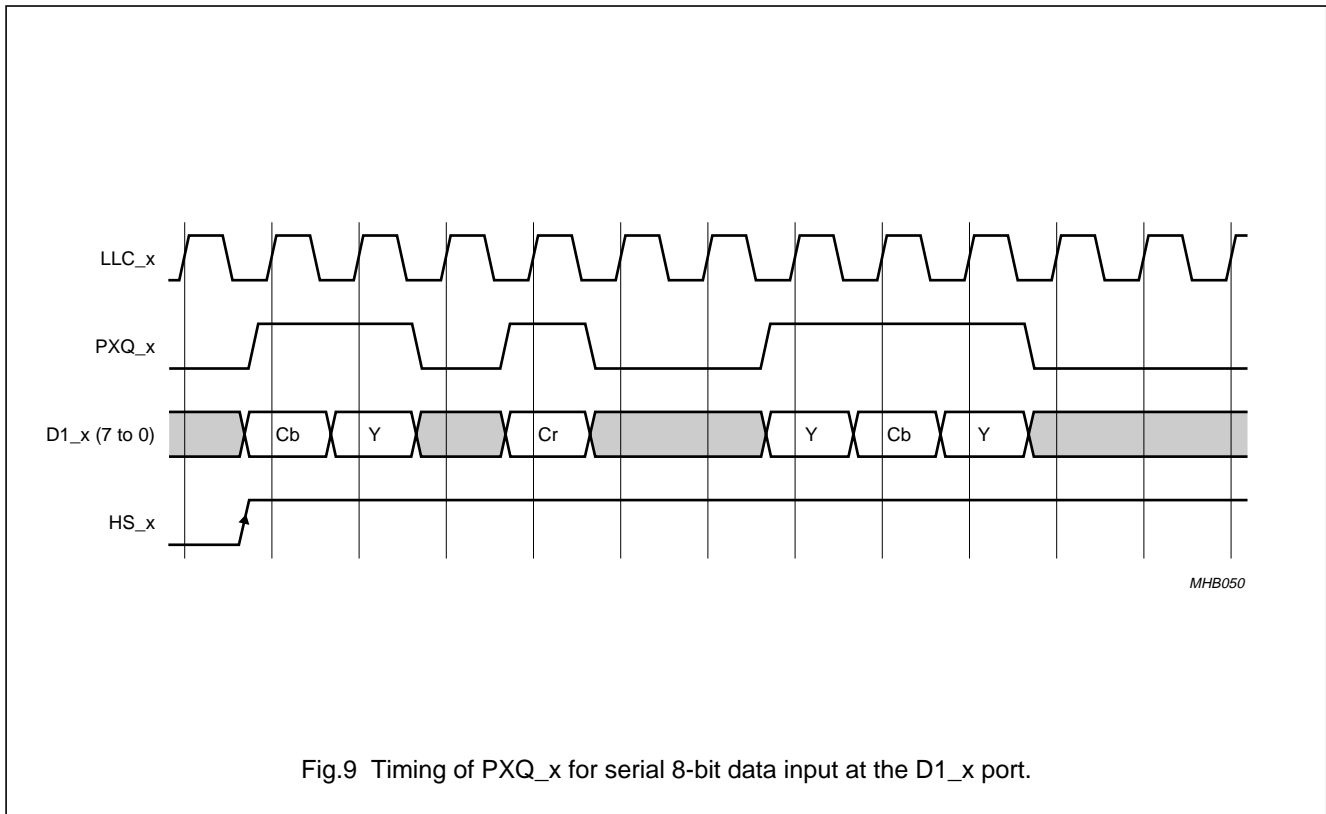 LLC_x
PXQ_x
D1_x (7 to 0) Cb Y Cr Y Cb Y
HS_x
MHB050
Fig.9 Timing of PXQ_x for serial 8-bit data input at the D1_x port.